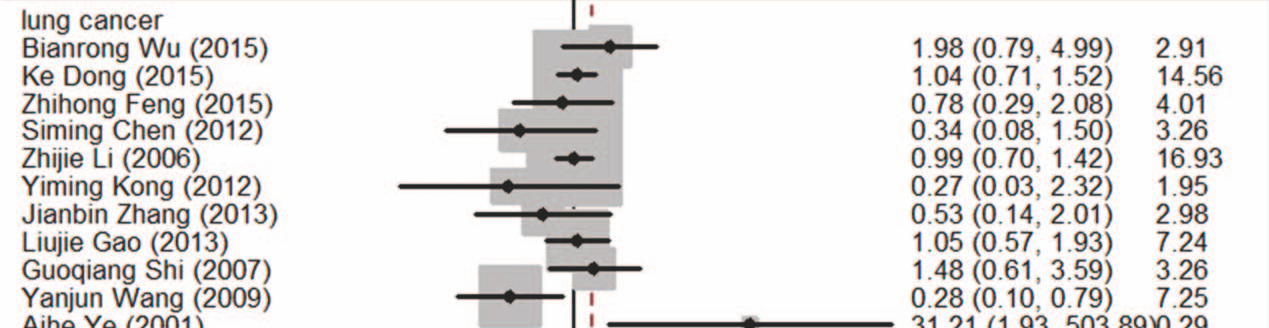 lung cancer
Bianrong Wu (2015) 1.98 (0.79, 4.99) 2.91
Ke Dong (2015) 1.04 (0.71, 1.52) 14.56
Zhihong Feng (2015) 0.78 (0.29, 2.08) 4.01
Siming Chen (2012) 0.34 (0.08, 1.50) 3.26
Zhijie Li (2006) 0.99 (0.70, 1.42) 16.93
Yiming Kong (2012) 0.27 (0.03, 2.32) 1.95
Jianbin Zhang (2013) 0.53 (0.14, 2.01) 2.98
Liujie Gao (2013) 1.05 (0.57, 1.93) 7.24
Guoqiang Shi (2007) 1.48 (0.61, 3.59) 3.26
Yanjun Wang (2009) 0.28 (0.10, 0.79) 7.25
Aihe Ye (2001) 31.21 (1.93, 503.89)0.29